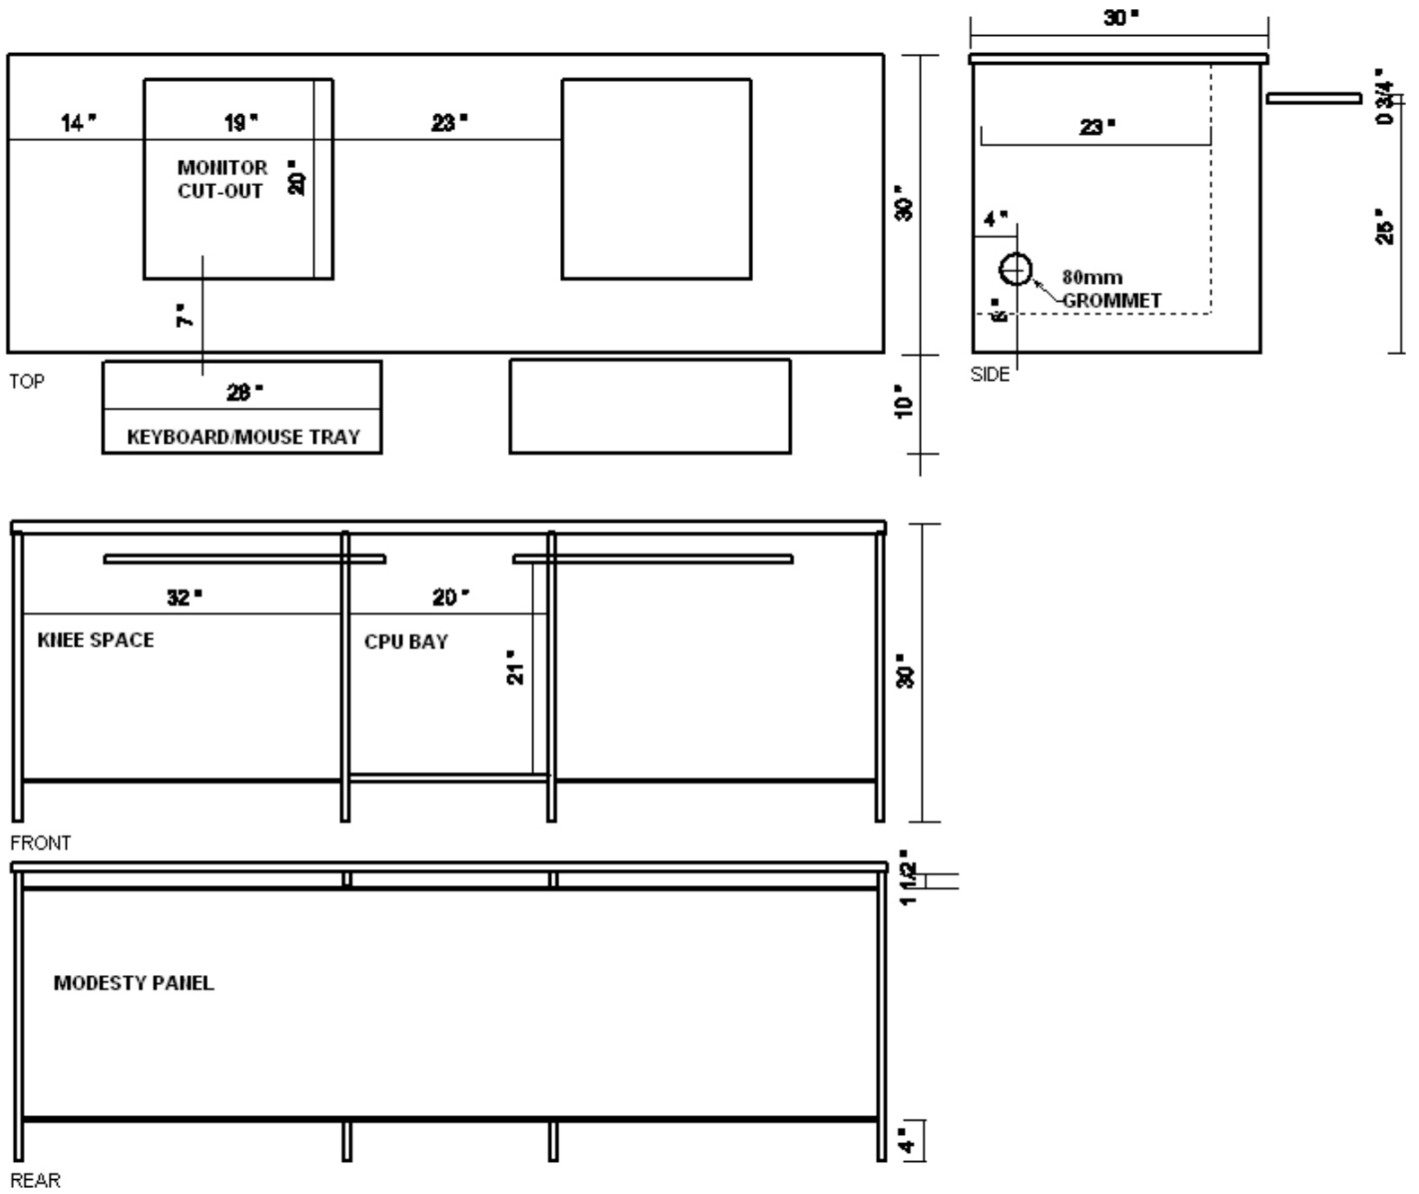 30 "
14 "
19 "
23 "
MONITOR
CUT-OUT
20 "
30 "
7 "
TOP
28 "
KEYBOARD/MOUSE TRAY
10 "
0 3/4 "
23 "
4 "
25 "
80mm
GROMMET
6 "
SIDE
32 "
20 "
KNEE SPACE
CPU BAY
21 "
30 "
FRONT
1 1/2 "
MODESTY PANEL
4 "
REAR